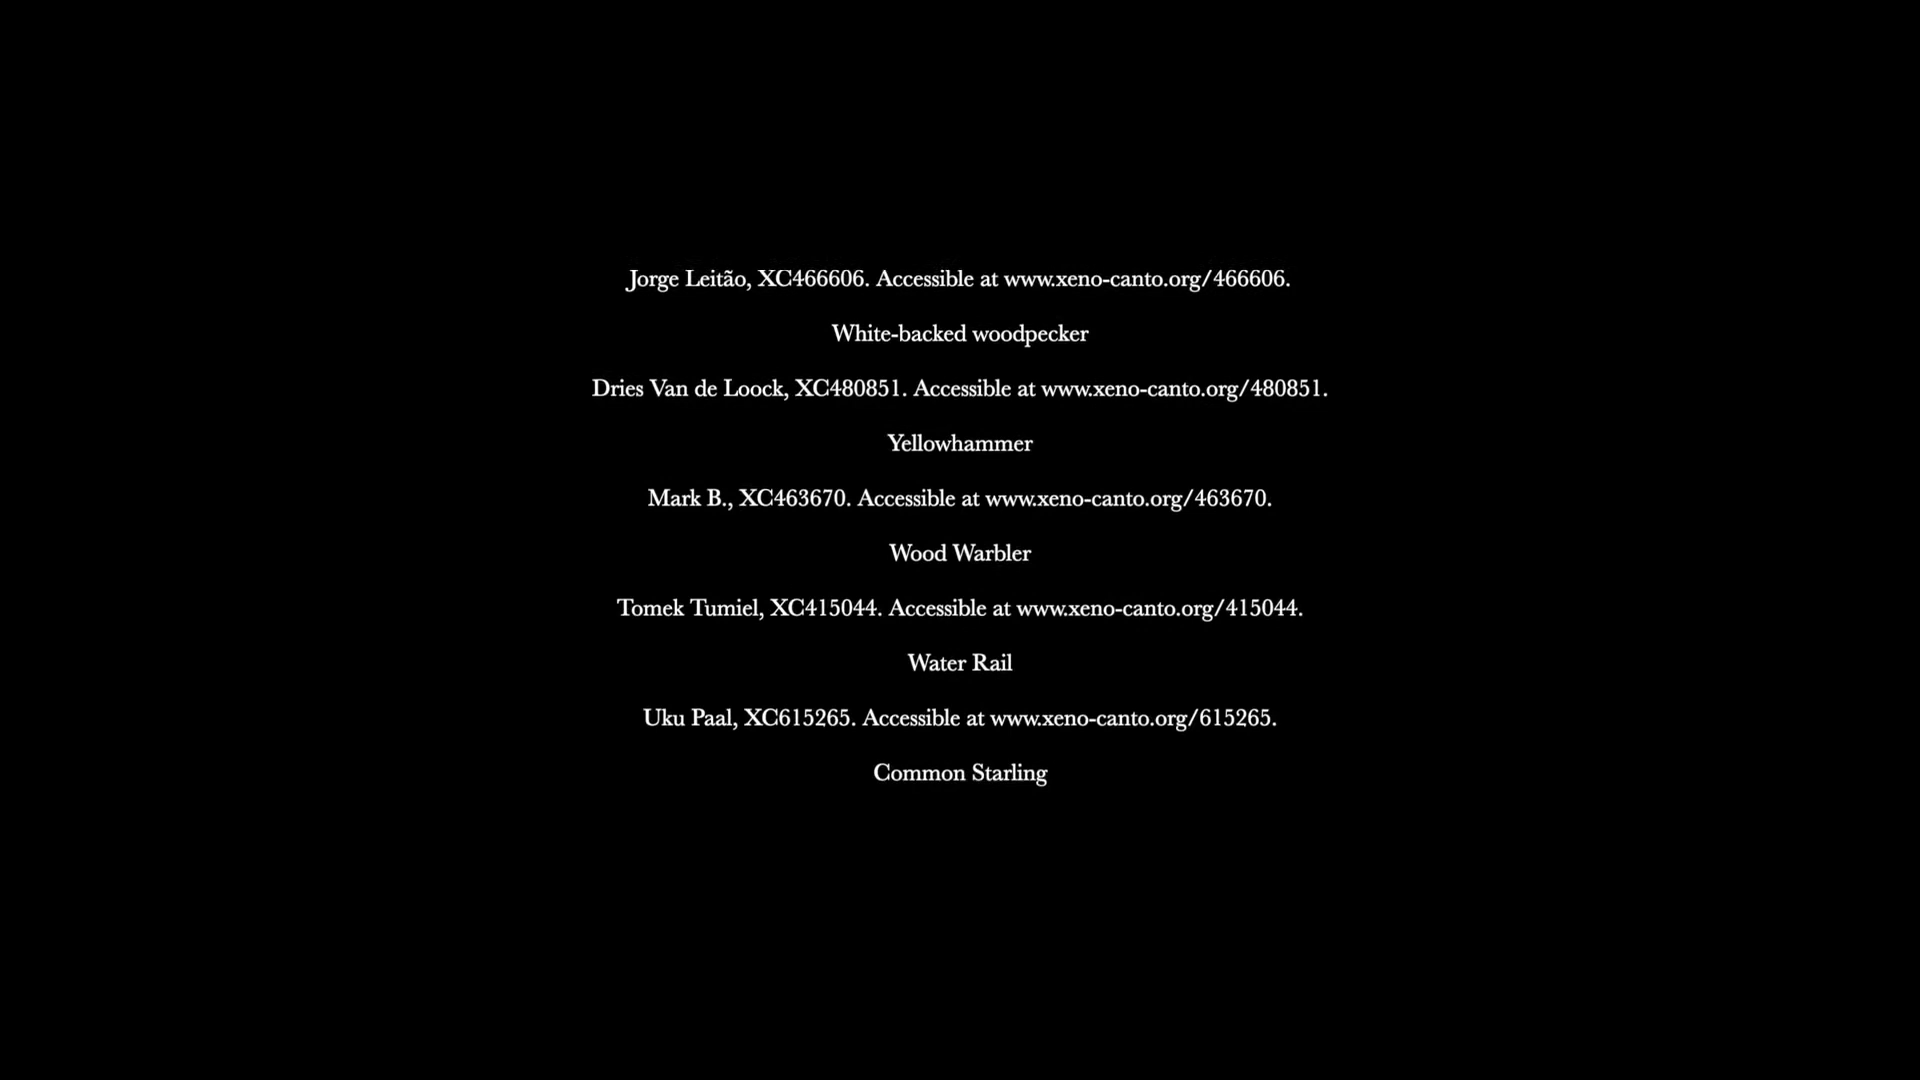 Jorge Leitão, XC466606. Accessible at www.xeno-canto.org/466606.
White-backed woodpecker
Dries Van de Loock, XC480851. Accessible at www.xeno-canto.org/480851.
Yellowhammer
Mark B., XC463670. Accessible at www.xeno-canto.org/463670.
Wood Warbler
Tomek Tumiel, XC415044. Accessible at www.xeno-canto.org/415044.
Water Rail
Uku Paal, XC615265. Accessible at www.xeno-canto.org/615265.
Common Starling